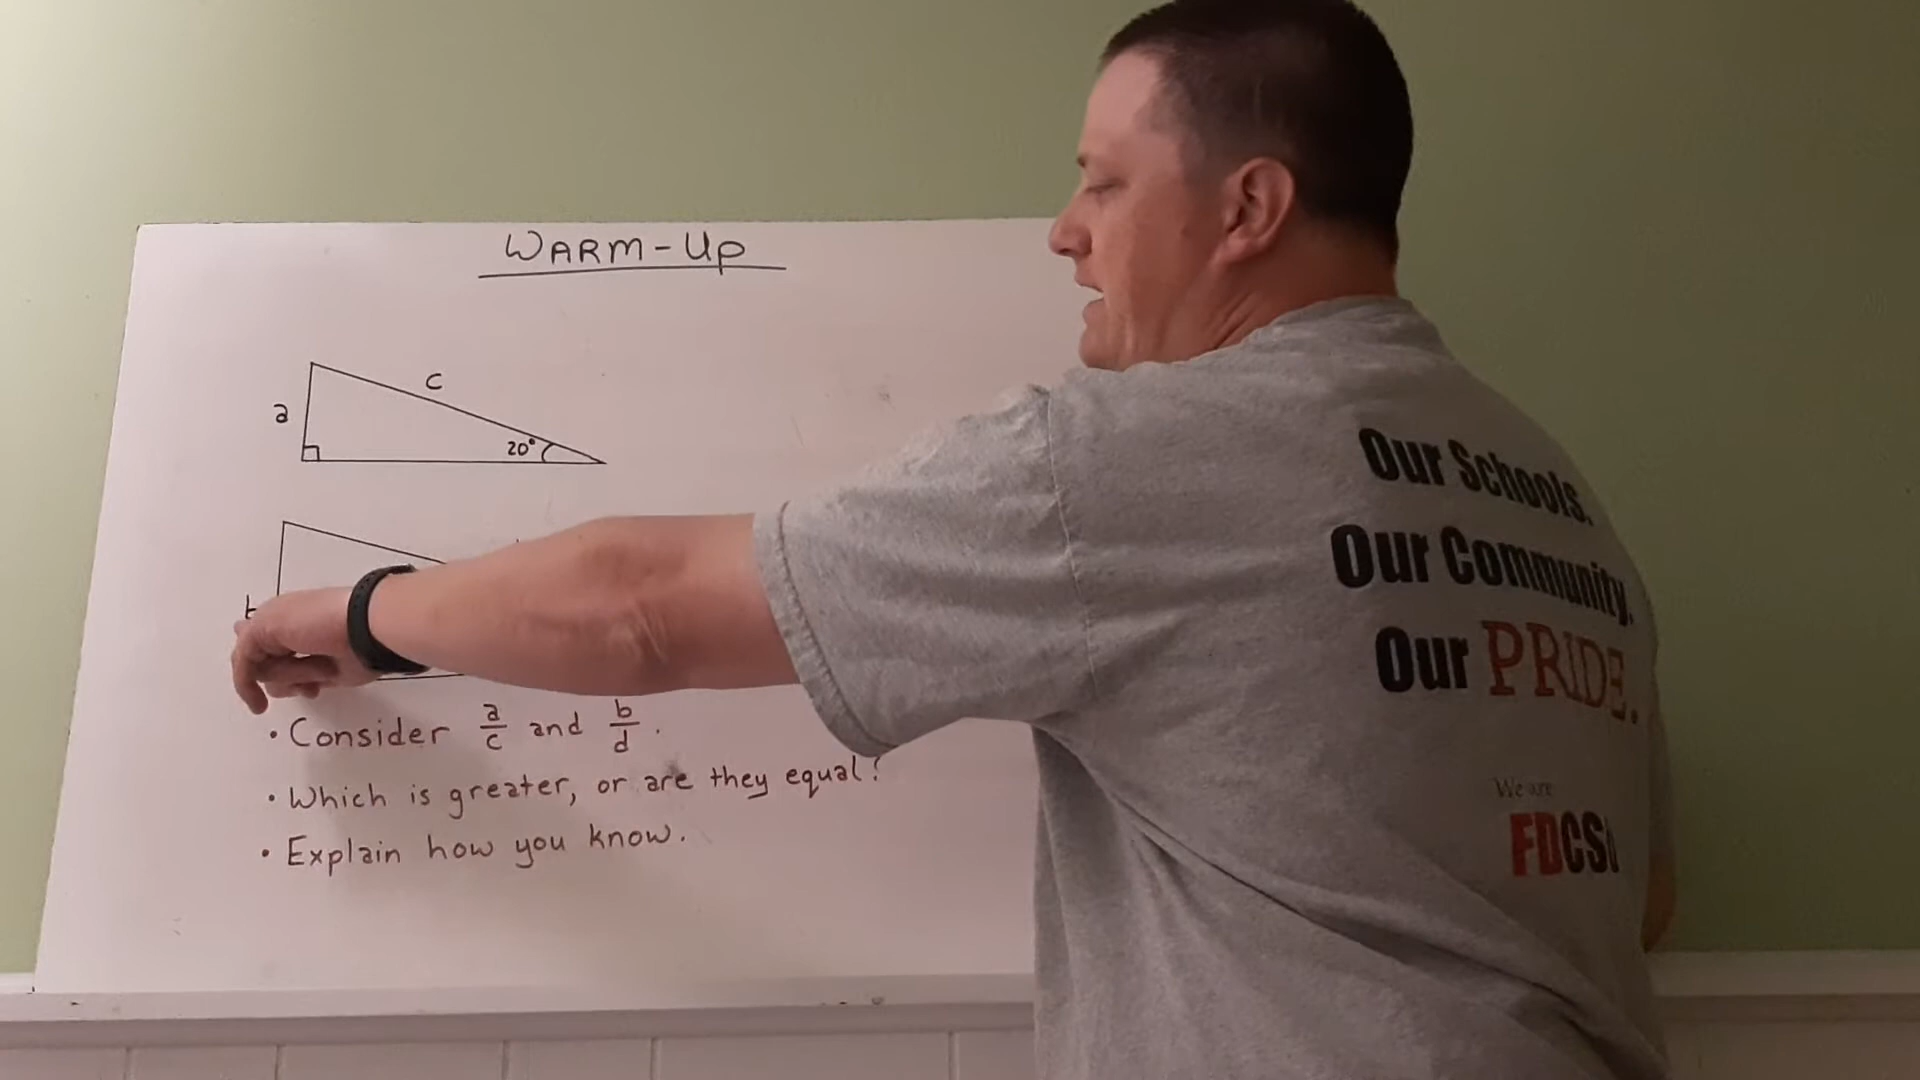 WARM-UP
c
a
20°
• Consider a/c and b/d.
• Which is greater, or are they equal?
• Explain how you know.
Our Schools.
Our Community.
Our PRIDE.
We are
FDCS